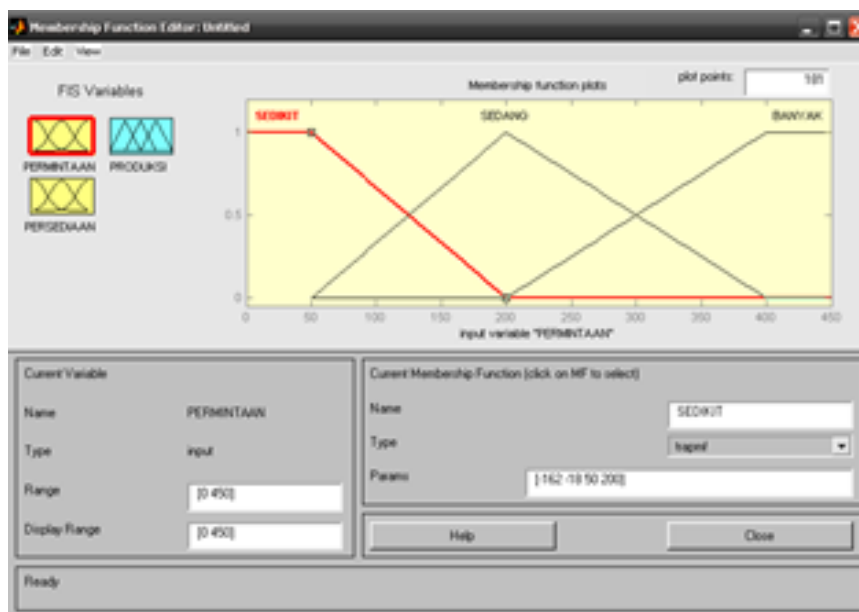 Membership Function Editor: Untitled
File Edit View
FIS Variables
PERMINTAAN PRODUKSI
PERSEDIAAN
Membership function plots
plot points: 181
SEDIKIT SEDANG BANYAK
1
0.5
0
0 50 100 150 200 250 300 350 400 450
input variable "PERMINTAAN"
Current Variable
Name PERMINTAAN
Type input
Range [0 450]
Display Range [0 450]
Current Membership Function (click on MF to select)
Name SEDIKIT
Type trapmf
Params [-162 -18 50 200]
Help Close
Ready